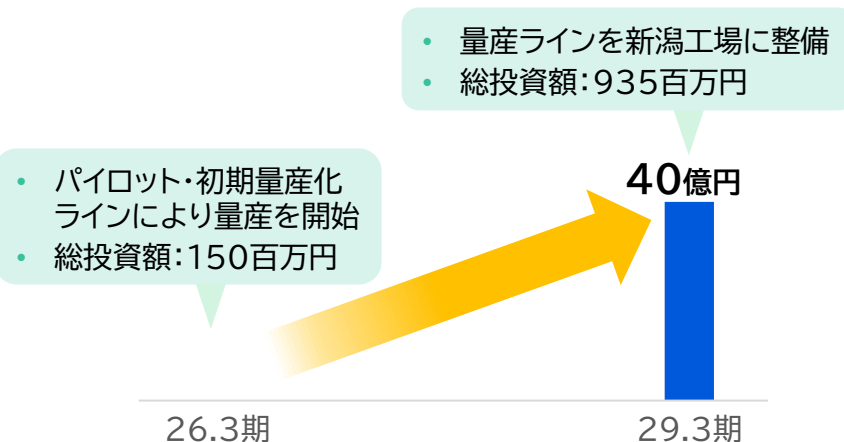 • 量産ラインを新潟工場に整備
• 総投資額：935百万円
• パイロット・初期量産化
ラインにより量産を開始
• 総投資額：150百万円
40億円
26.3期
29.3期